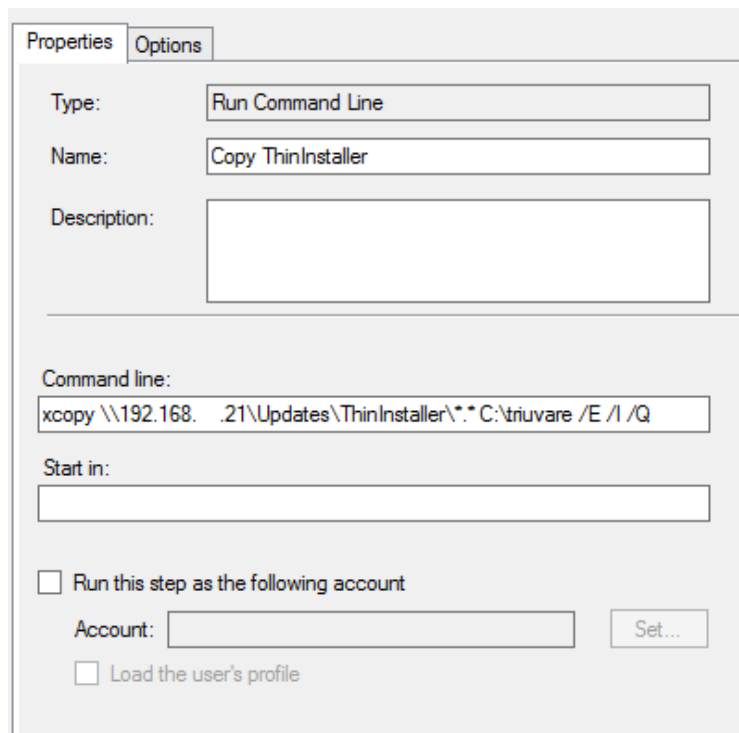 Properties
Options
Type:
Run Command Line
Name:
Copy ThinInstaller
Description:
Command line:
xcopy \\192.168.    .21\Updates\ThinInstaller\*.* C:\triuvare /E /I /Q
Start in:
Run this step as the following account
Account:
Set...
Load the user's profile